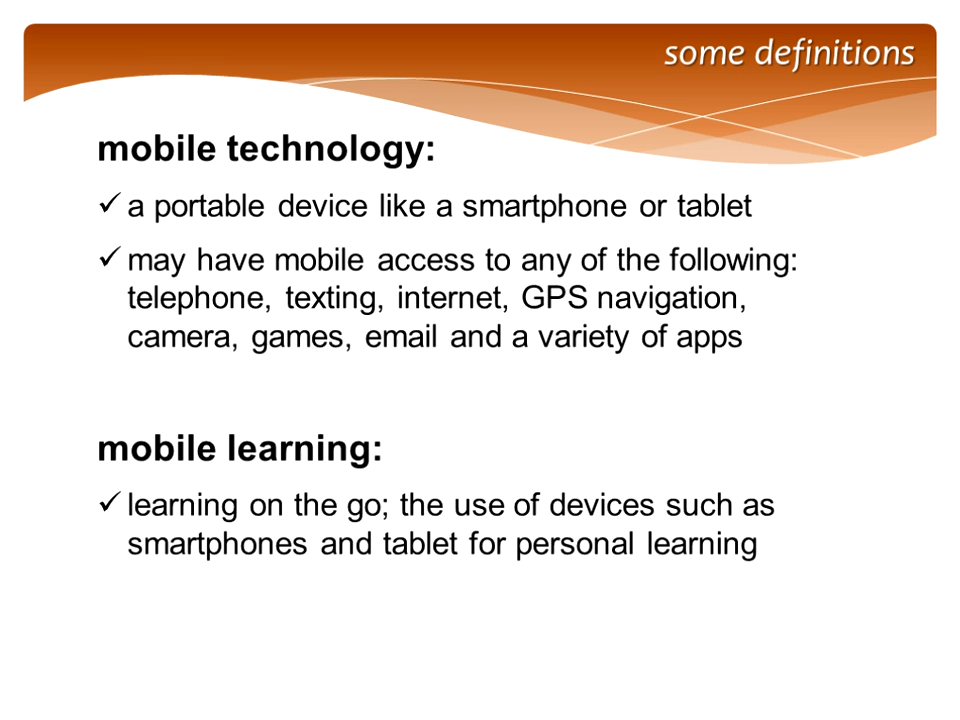 some definitions
mobile technology:
✓ a portable device like a smartphone or tablet
✓ may have mobile access to any of the following:
telephone, texting, internet, GPS navigation,
camera, games, email and a variety of apps
mobile learning:
✓ learning on the go; the use of devices such as
smartphones and tablet for personal learning